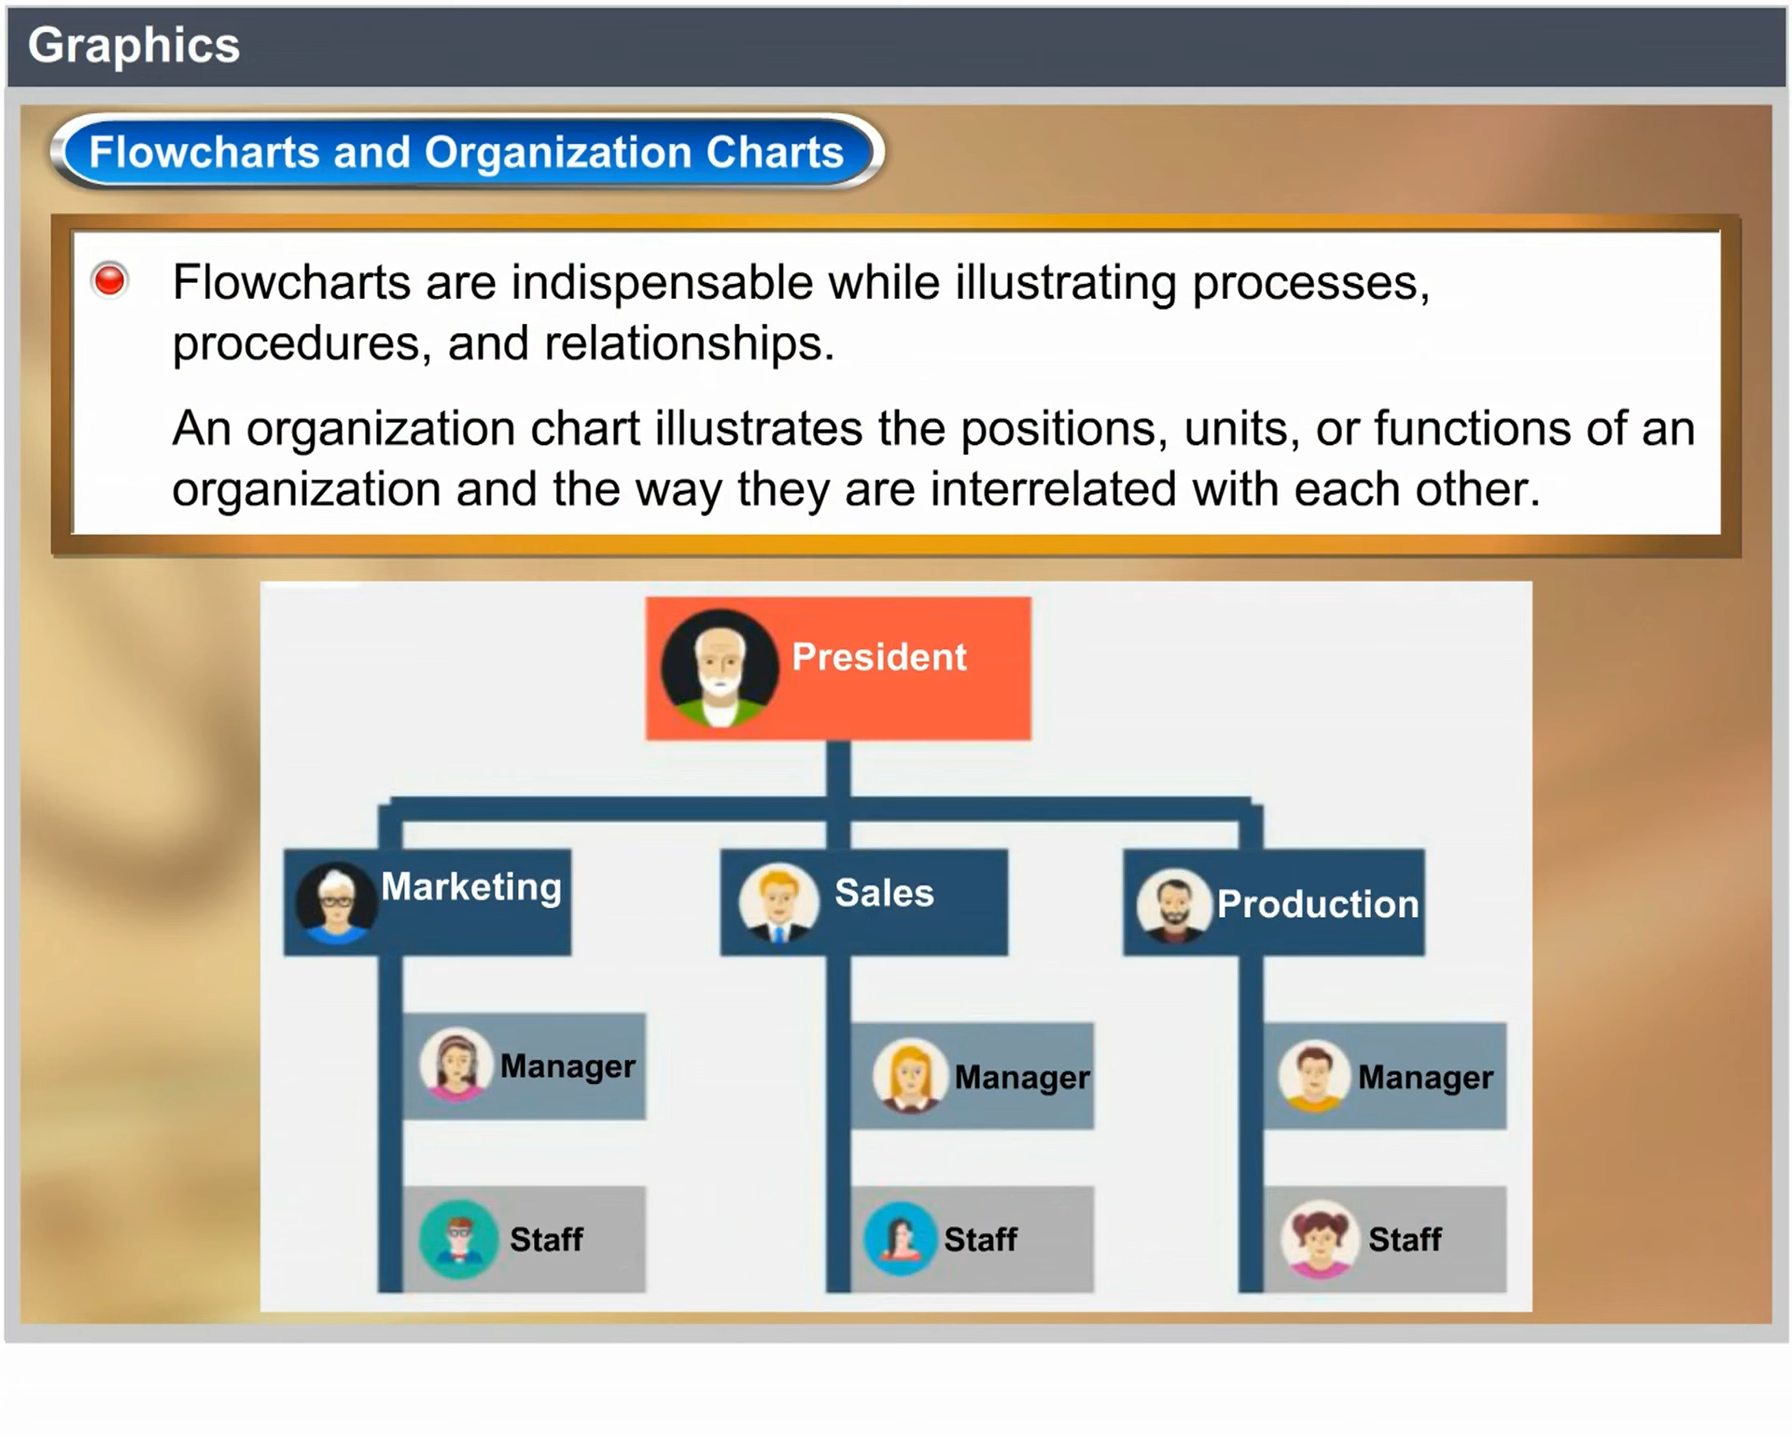 Graphics
Flowcharts and Organization Charts
Flowcharts are indispensable while illustrating processes,
procedures, and relationships.
An organization chart illustrates the positions, units, or functions of an
organization and the way they are interrelated with each other.
President
Marketing
Sales
Production
Manager
Manager
Manager
Staff
Staff
Staff